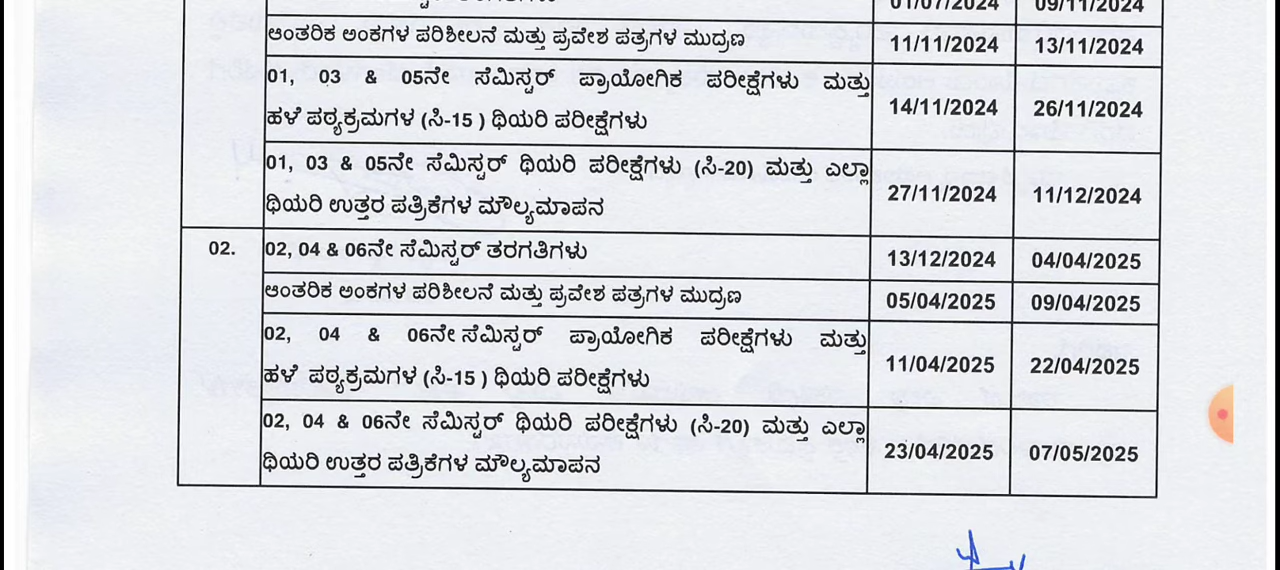 01/07/2024 09/11/2024
ಆಂತರಿಕ ಅಂಕಗಳ ಪರಿಶೀಲನೆ ಮತ್ತು ಪ್ರವೇಶ ಪತ್ರಗಳ ಮುದ್ರಣ 11/11/2024 13/11/2024
01, 03 & 05ನೇ ಸೆಮಿಸ್ಟರ್ ಪ್ರಾಯೋಗಿಕ ಪರೀಕ್ಷೆಗಳು ಮತ್ತು
ಹಳೆ ಪಠ್ಯಕ್ರಮಗಳ (ಸಿ-15 ) ಥಿಯರಿ ಪರೀಕ್ಷೆಗಳು 14/11/2024 26/11/2024
01, 03 & 05ನೇ ಸೆಮಿಸ್ಟರ್ ಥಿಯರಿ ಪರೀಕ್ಷೆಗಳು (ಸಿ-20) ಮತ್ತು ಎಲ್ಲಾ
ಥಿಯರಿ ಉತ್ತರ ಪತ್ರಿಕೆಗಳ ಮೌಲ್ಯಮಾಪನ 27/11/2024 11/12/2024
02. 02, 04 & 06ನೇ ಸೆಮಿಸ್ಟರ್ ತರಗತಿಗಳು 13/12/2024 04/04/2025
ಆಂತರಿಕ ಅಂಕಗಳ ಪರಿಶೀಲನೆ ಮತ್ತು ಪ್ರವೇಶ ಪತ್ರಗಳ ಮುದ್ರಣ 05/04/2025 09/04/2025
02, 04 & 06ನೇ ಸೆಮಿಸ್ಟರ್ ಪ್ರಾಯೋಗಿಕ ಪರೀಕ್ಷೆಗಳು ಮತ್ತು
ಹಳೆ ಪಠ್ಯಕ್ರಮಗಳ (ಸಿ-15 ) ಥಿಯರಿ ಪರೀಕ್ಷೆಗಳು 11/04/2025 22/04/2025
02, 04 & 06ನೇ ಸೆಮಿಸ್ಟರ್ ಥಿಯರಿ ಪರೀಕ್ಷೆಗಳು (ಸಿ-20) ಮತ್ತು ಎಲ್ಲಾ
ಥಿಯರಿ ಉತ್ತರ ಪತ್ರಿಕೆಗಳ ಮೌಲ್ಯಮಾಪನ 23/04/2025 07/05/2025